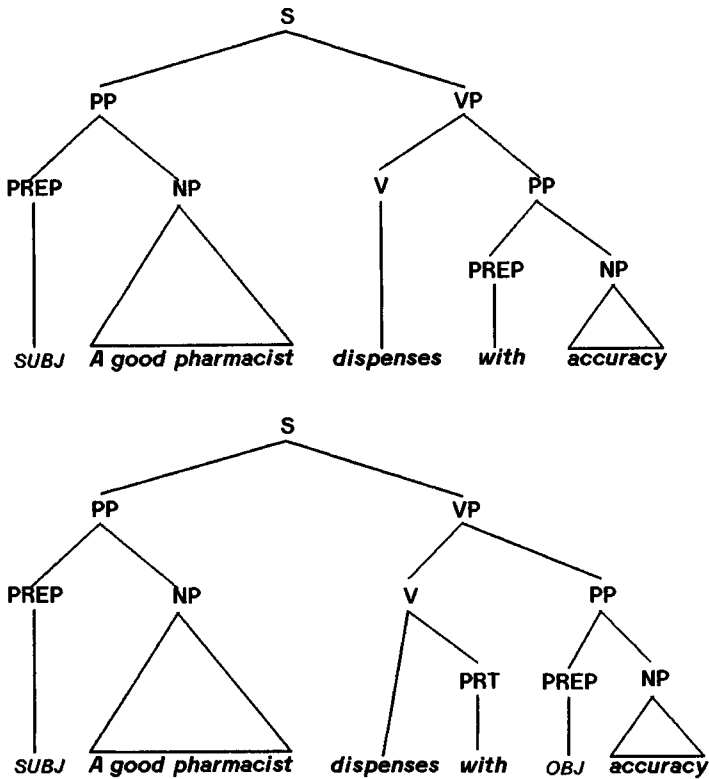 S
PP VP
PREP NP V PP
PREP NP
SUBJ A good pharmacist dispenses with accuracy
S
PP VP
PREP NP V PP
PRT PREP NP
SUBJ A good pharmacist dispenses with OBJ accuracy